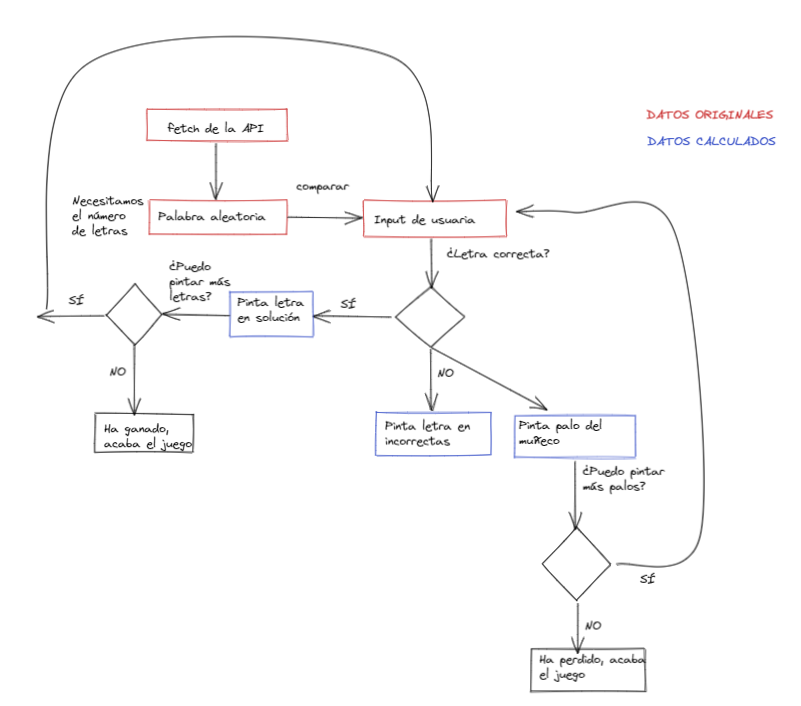 DATOS ORIGINALES
DATOS CALCULADOS
fetch de la API
comparar
Necesitamos
el número
de letras
Palabra aleatoria
Input de usuaria
¿Letra correcta?
¿Puedo
pintar más
letras?
SÍ
Pinta letra
en solución
SÍ
NO
NO
Ha ganado,
acaba el juego
Pinta letra en
incorrectas
Pinta palo del
muñeco
¿Puedo pintar
más palos?
SÍ
NO
Ha perdido, acaba
el juego